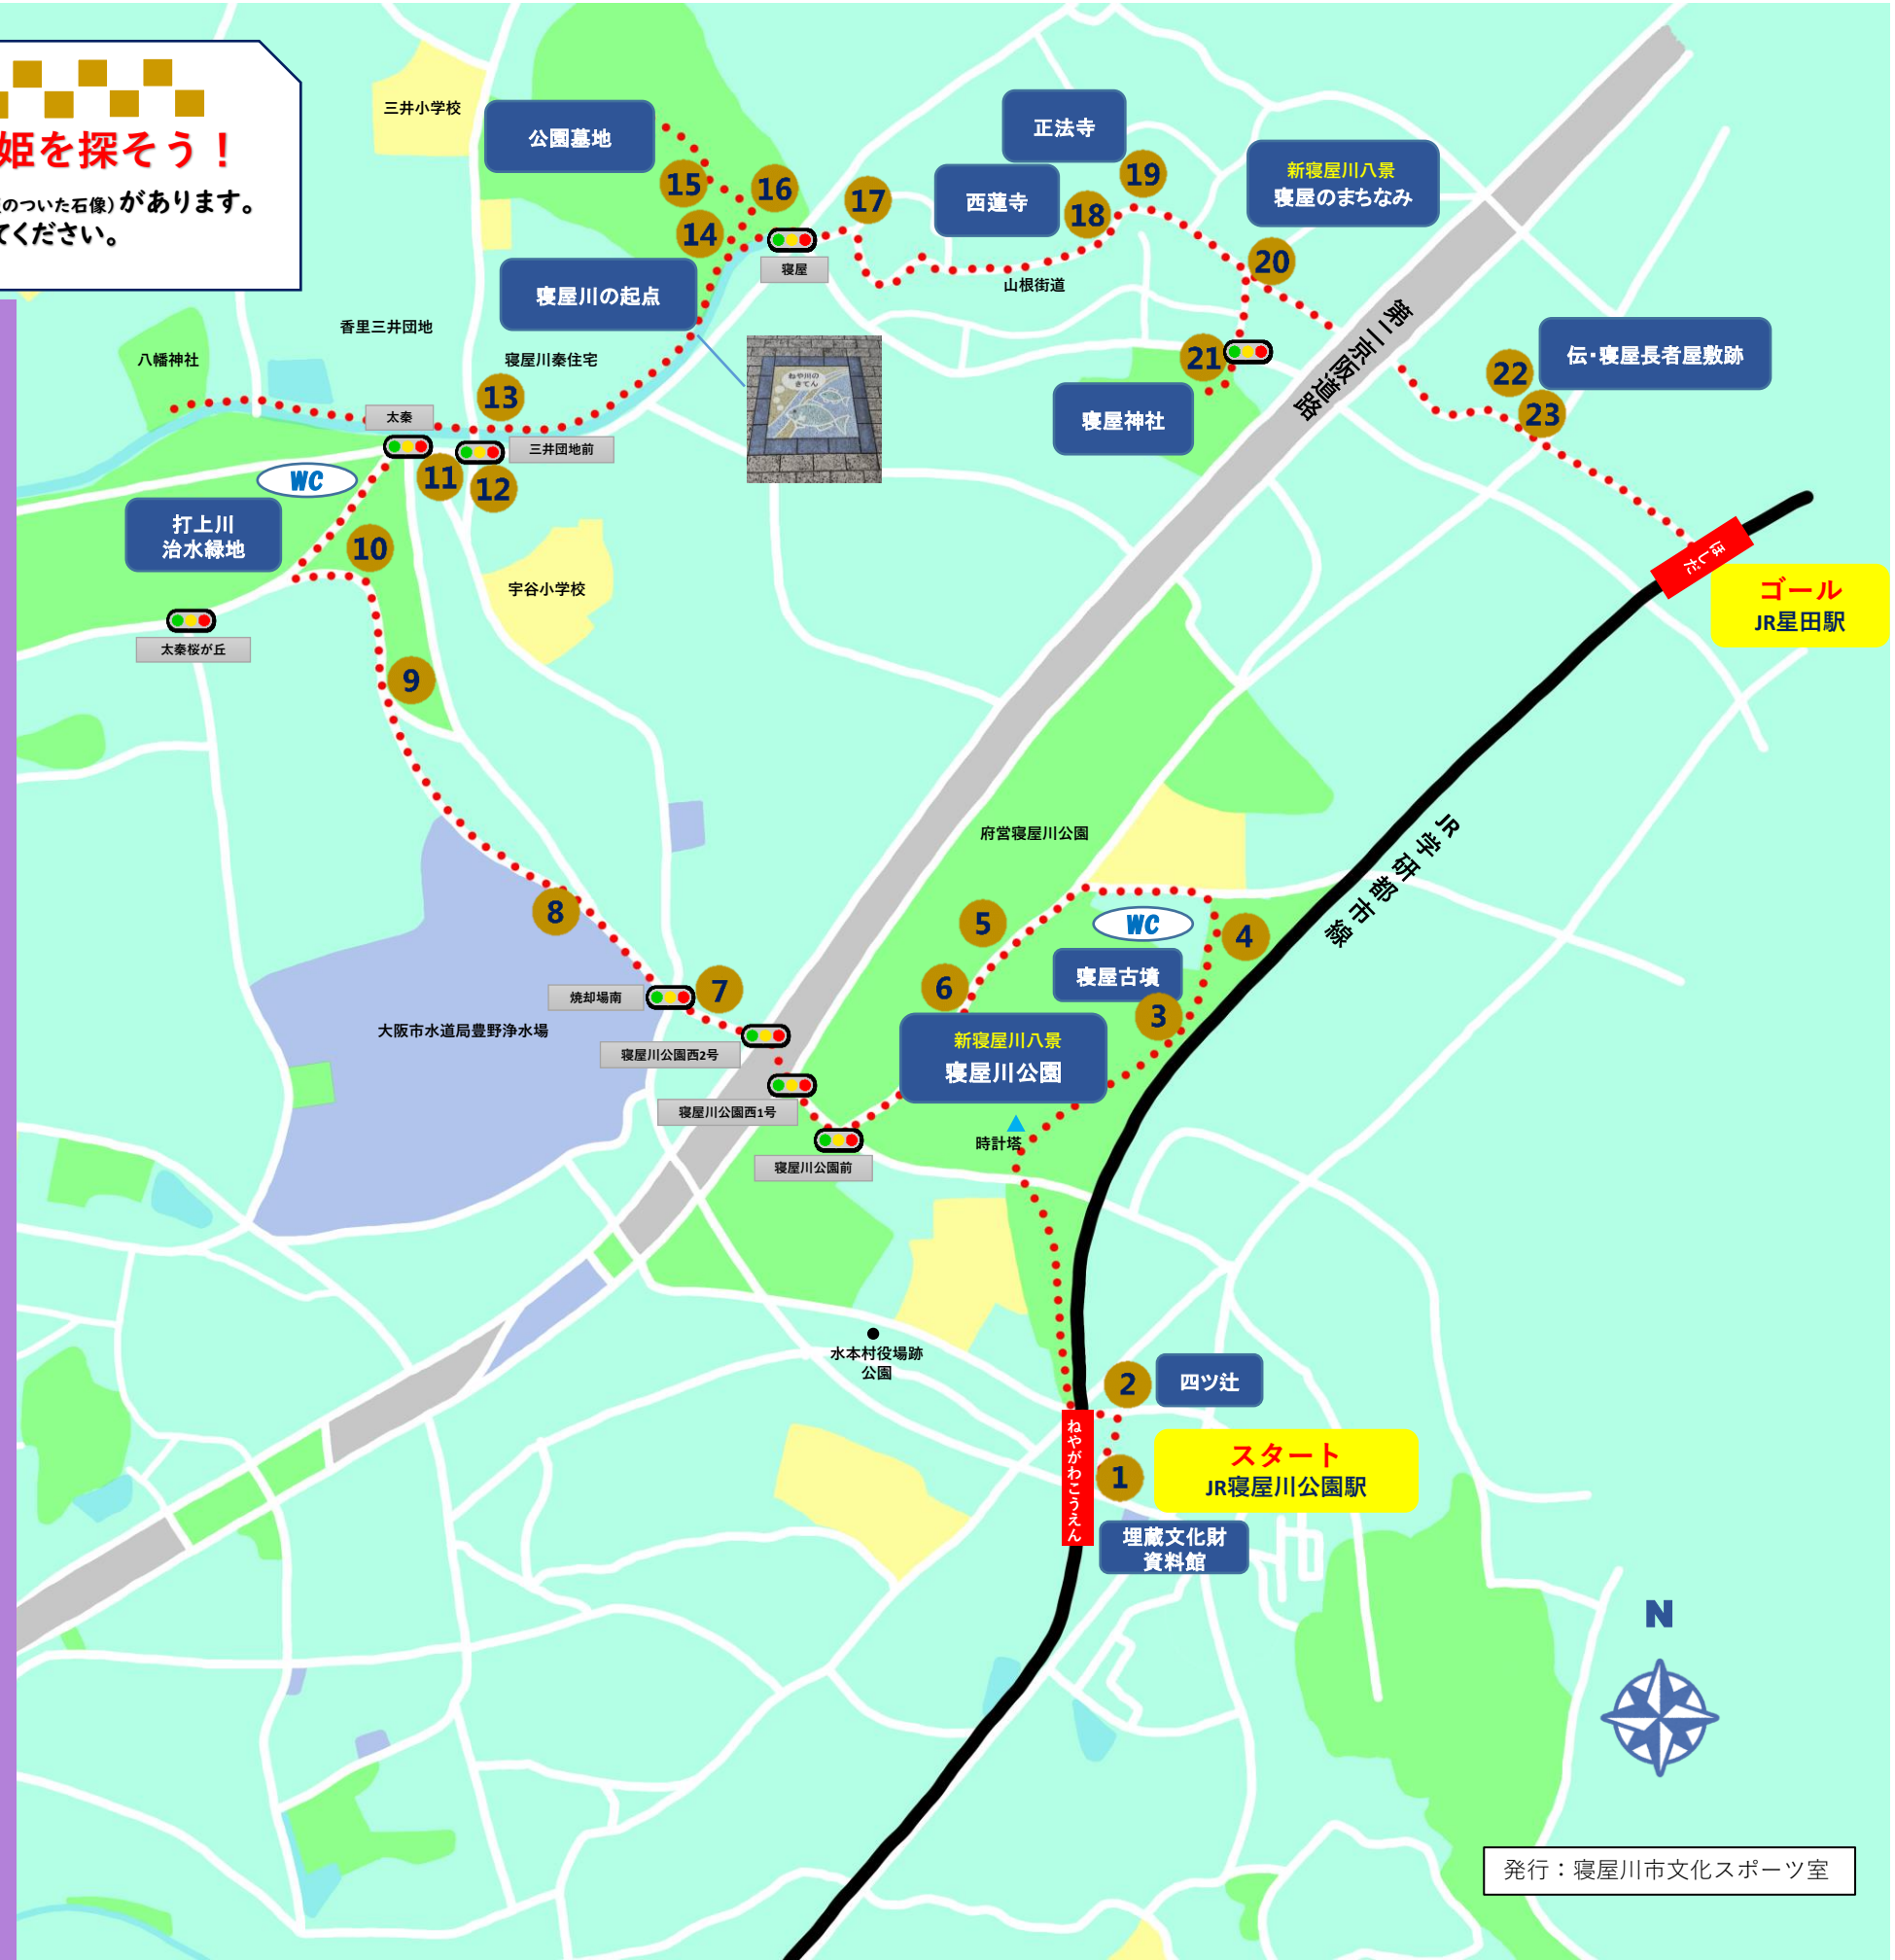 姫を探そう！
のついた石像）があります。
てください。
三井小学校
公園墓地
15
16
14
17
正法寺
西蓮寺
18
19
新寝屋川八景
寝屋のまちなみ
20
寝屋
山根街道
寝屋川の起点
ねや川の
きてん
香里三井団地
八幡神社
寝屋川秦住宅
13
太秦
三井団地前
11
12
WC
打上川
治水緑地
10
宇谷小学校
太秦桜が丘
9
21
寝屋神社
第二京阪道路
22
伝・寝屋長者屋敷跡
23
ほしだ
ゴール
JR星田駅
府営寝屋川公園
JR学研都市線
8
5
WC
4
寝屋古墳
6
3
焼却場南
7
大阪市水道局豊野浄水場
寝屋川公園西2号
新寝屋川八景
寝屋川公園
寝屋川公園西1号
時計塔
寝屋川公園前
水本村役場跡
公園
2
四ツ辻
ねやがわこうえん
1
スタート
JR寝屋川公園駅
埋蔵文化財
資料館
N
発行：寝屋川市文化スポーツ室